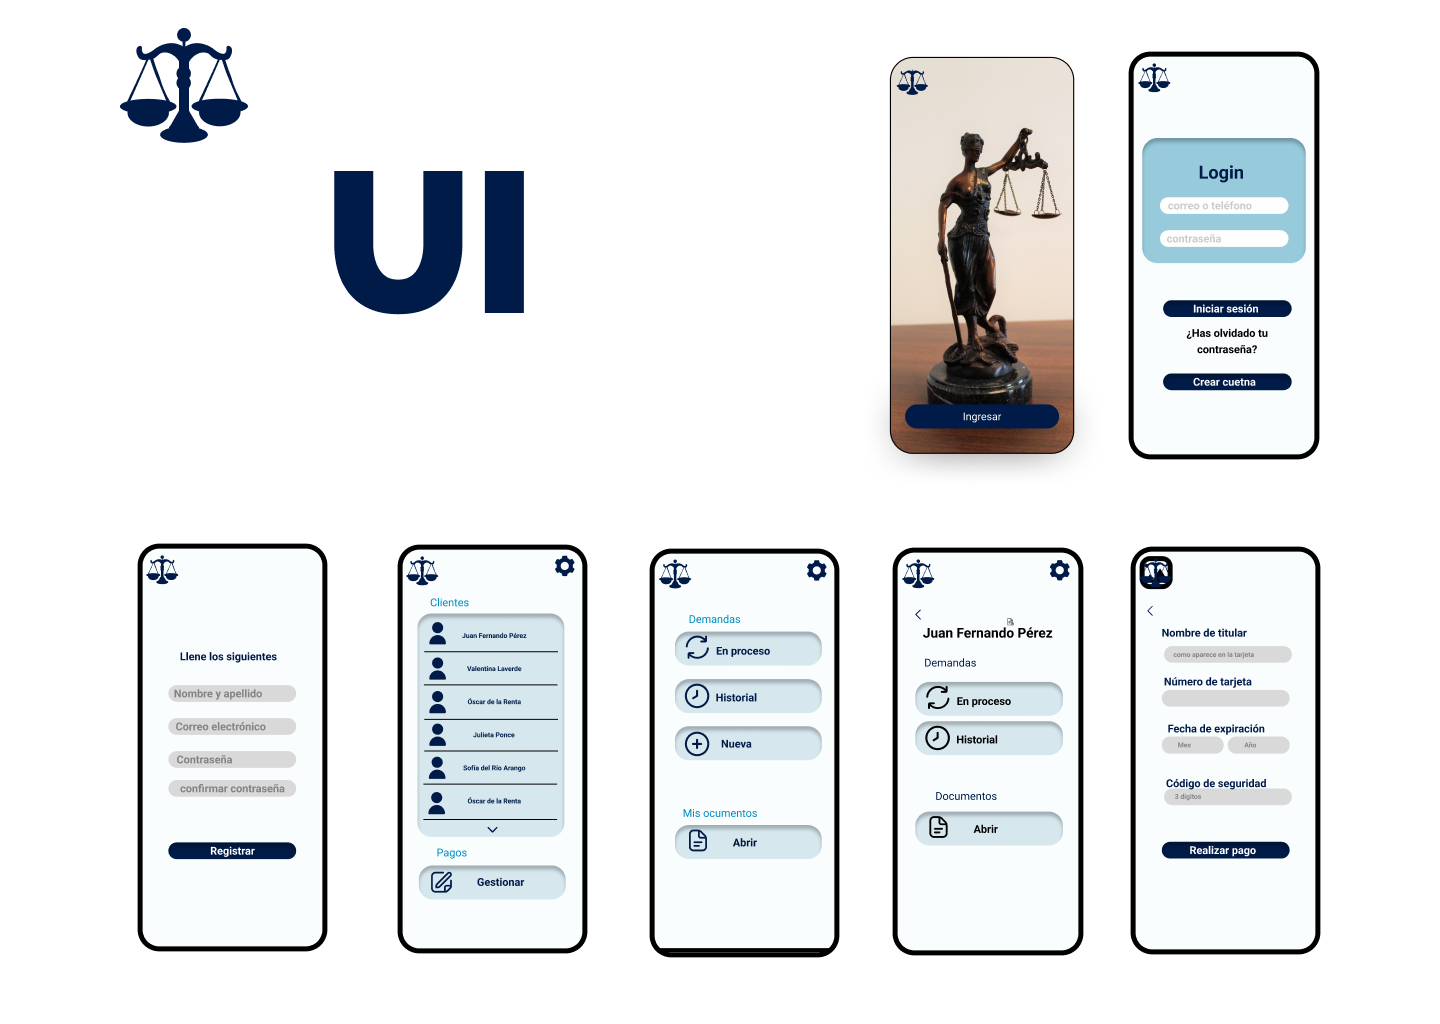 UI
Ingresar
Login
correo o teléfono
contraseña
Iniciar sesión
¿Has olvidado tu
contraseña?
Crear cuetna
Llene los siguientes
Nombre y apellido
Correo electrónico
Contraseña
confirmar contraseña
Registrar
Clientes
Juan Fernando Pérez
Valentina Laverde
Óscar de la Renta
Julieta Ponce
Sofía del Río Arango
Óscar de la Renta
Pagos
Gestionar
Demandas
En proceso
Historial
Nueva
Mis ocumentos
Abrir
Juan Fernando Pérez
Demandas
En proceso
Historial
Documentos
Abrir
Nombre de titular
como aparece en la tarjeta
Número de tarjeta
Fecha de expiración
Mes
Año
Código de seguridad
3 dígitos
Realizar pago